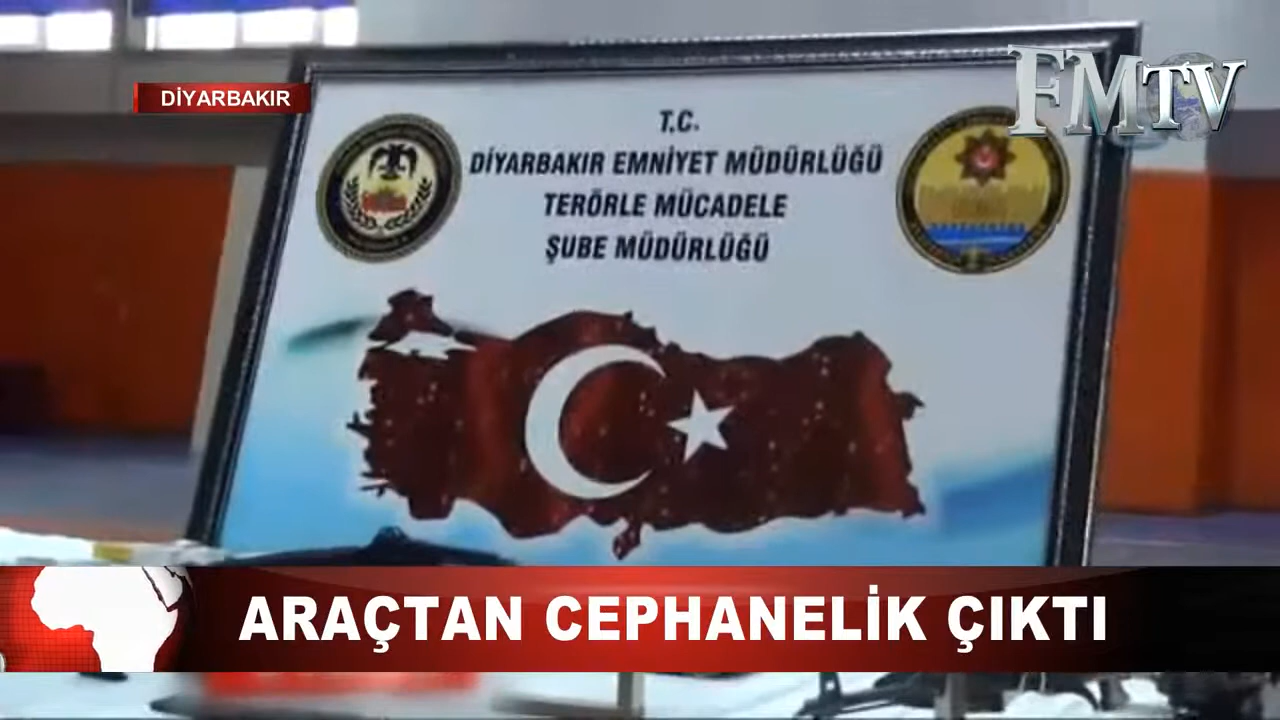 DİYARBAKIR
FMTV
T.C.
DİYARBAKIR EMNİYET MÜDÜRLÜĞÜ
TERÖRLE MÜCADELE
ŞUBE MÜDÜRLÜĞÜ
ARAÇTAN CEPHANELİK ÇIKTI